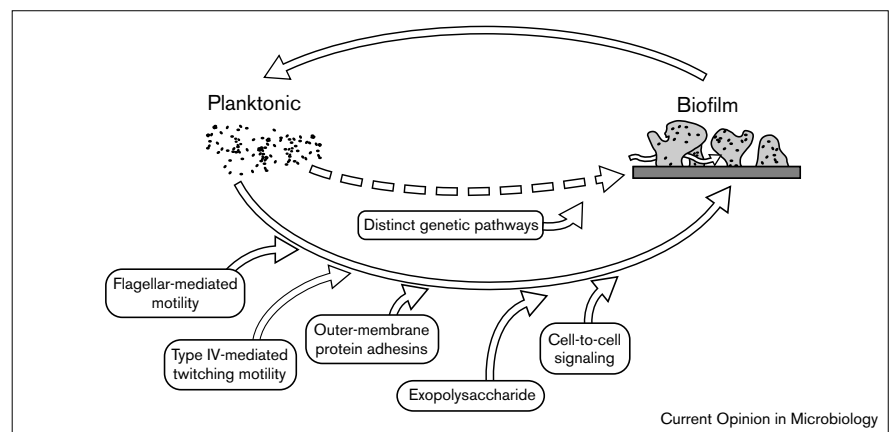 Planktonic
Biofilm
Distinct genetic pathways
Flagellar-mediated
motility
Type IV-mediated
twitching motility
Outer-membrane
protein adhesins
Exopolysaccharide
Cell-to-cell
signaling
Current Opinion in Microbiology